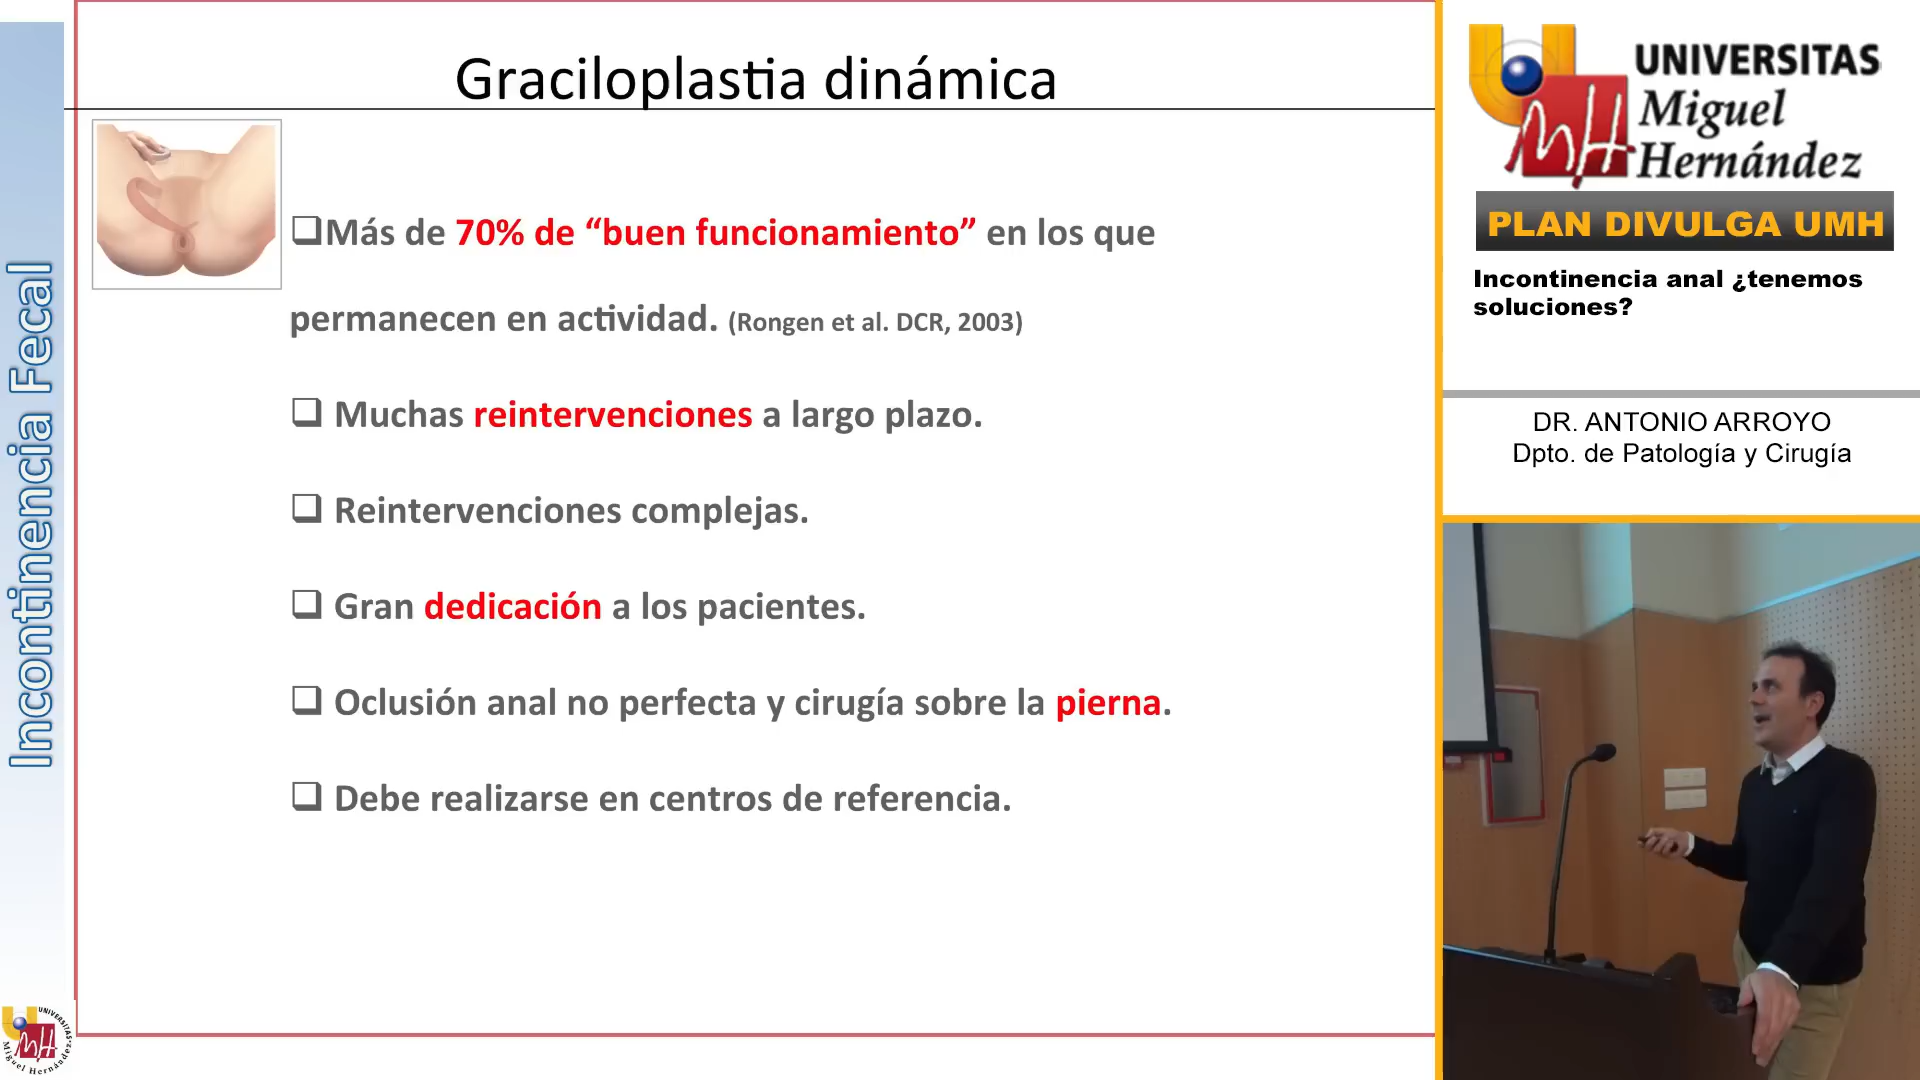 Graciloplastia dinámica
❑Más de 70% de “buen funcionamiento” en los que
permanecen en actividad. (Rongen et al. DCR, 2003)
❑ Muchas reintervenciones a largo plazo.
❑ Reintervenciones complejas.
❑ Gran dedicación a los pacientes.
❑ Oclusión anal no perfecta y cirugía sobre la pierna.
❑ Debe realizarse en centros de referencia.
Incontinencia Fecal
UNIVERSITAS
Miguel Hernández
UNIVERSITAS
Miguel
Hernández
PLAN DIVULGA UMH
Incontinencia anal ¿tenemos
soluciones?
DR. ANTONIO ARROYO
Dpto. de Patología y Cirugía